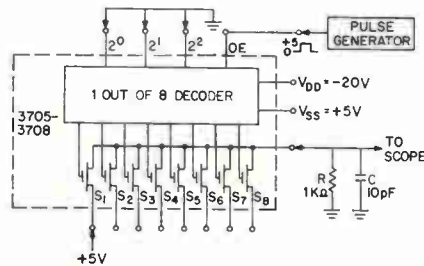 PULSE
GENERATOR
+5
0
2⁰ 2¹ 2² OE
1 OUT OF 8 DECODER
V_DD = -20V
V_SS = +5V
3705-
3708
TO
SCOPE
S₁ S₂ S₃ S₄ S₅ S₆ S₇ S₈
R
1KΩ
C
10pF
+5V